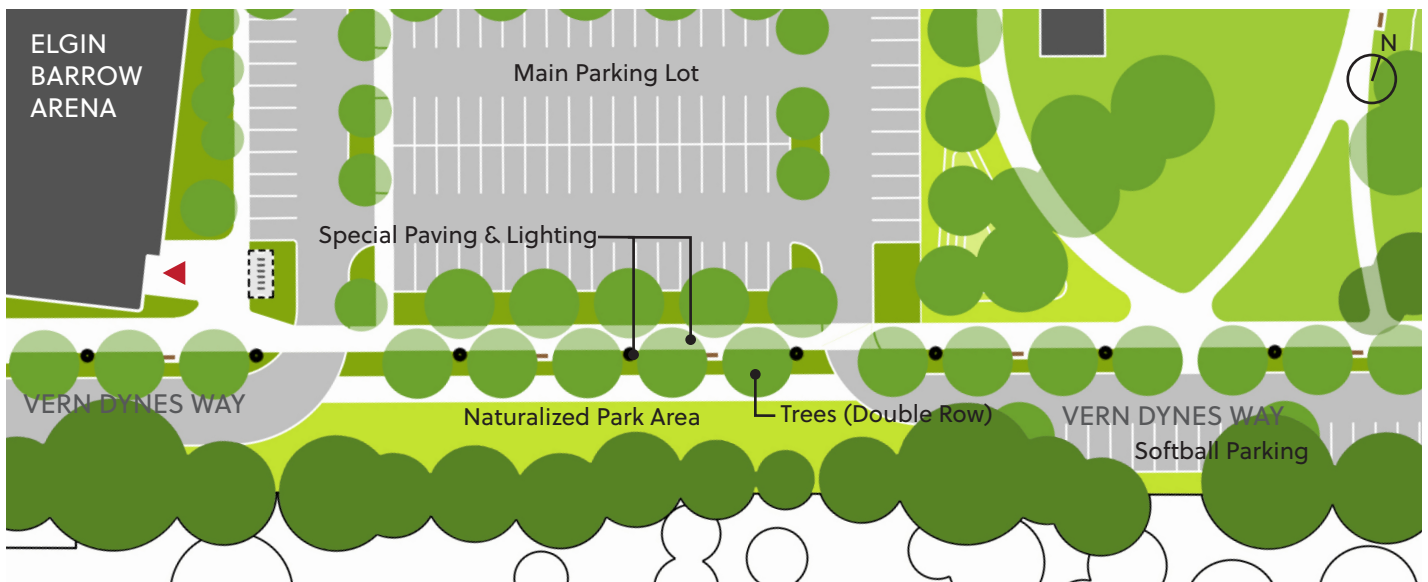 ELGIN
BARROW
ARENA
Main Parking Lot
N
Special Paving & Lighting
VERN DYNES WAY
Naturalized Park Area
Trees (Double Row)
VERN DYNES WAY
Softball Parking